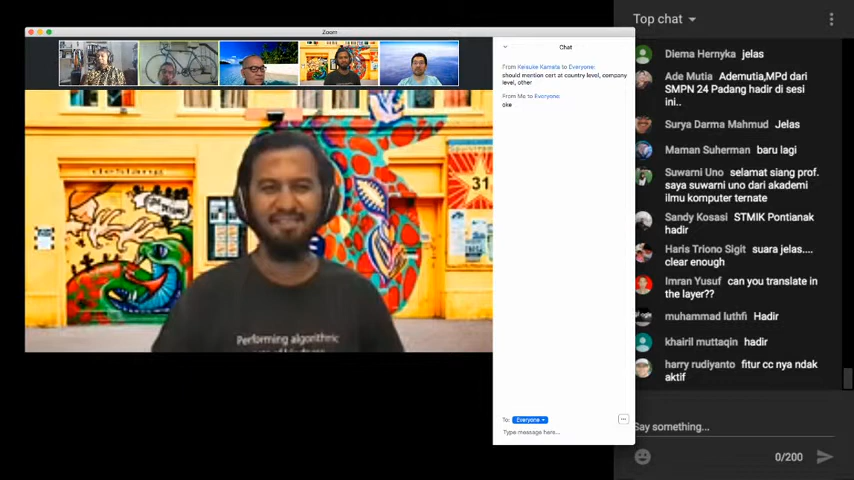 Zoom
Chat
From Keisuke Kamata to Everyone:
should mention cert at country level, company
level, other
From Me to Everyone:
oke
To: Everyone
Type message here...
deStang
31
Performing algorithmic
Top chat
Diema Hernyka jelas
Ade Mutia Ademutia,MPd dari
SMPN 24 Padang hadir di sesi
ini..
Surya Darma Mahmud Jelas
Maman Suherman baru lagi
Suwarni Uno selamat siang prof.
saya suwarni uno dari akademi
ilmu komputer ternate
Sandy Kosasi STMIK Pontianak
hadir
Haris Triono Sigit suara jelas....
clear enough
Imran Yusuf can you translate in
the layer??
muhammad luthfi Hadir
khairil muttaqin hadir
harry rudiyanto fitur cc nya ndak
aktif
Say something...
0/200